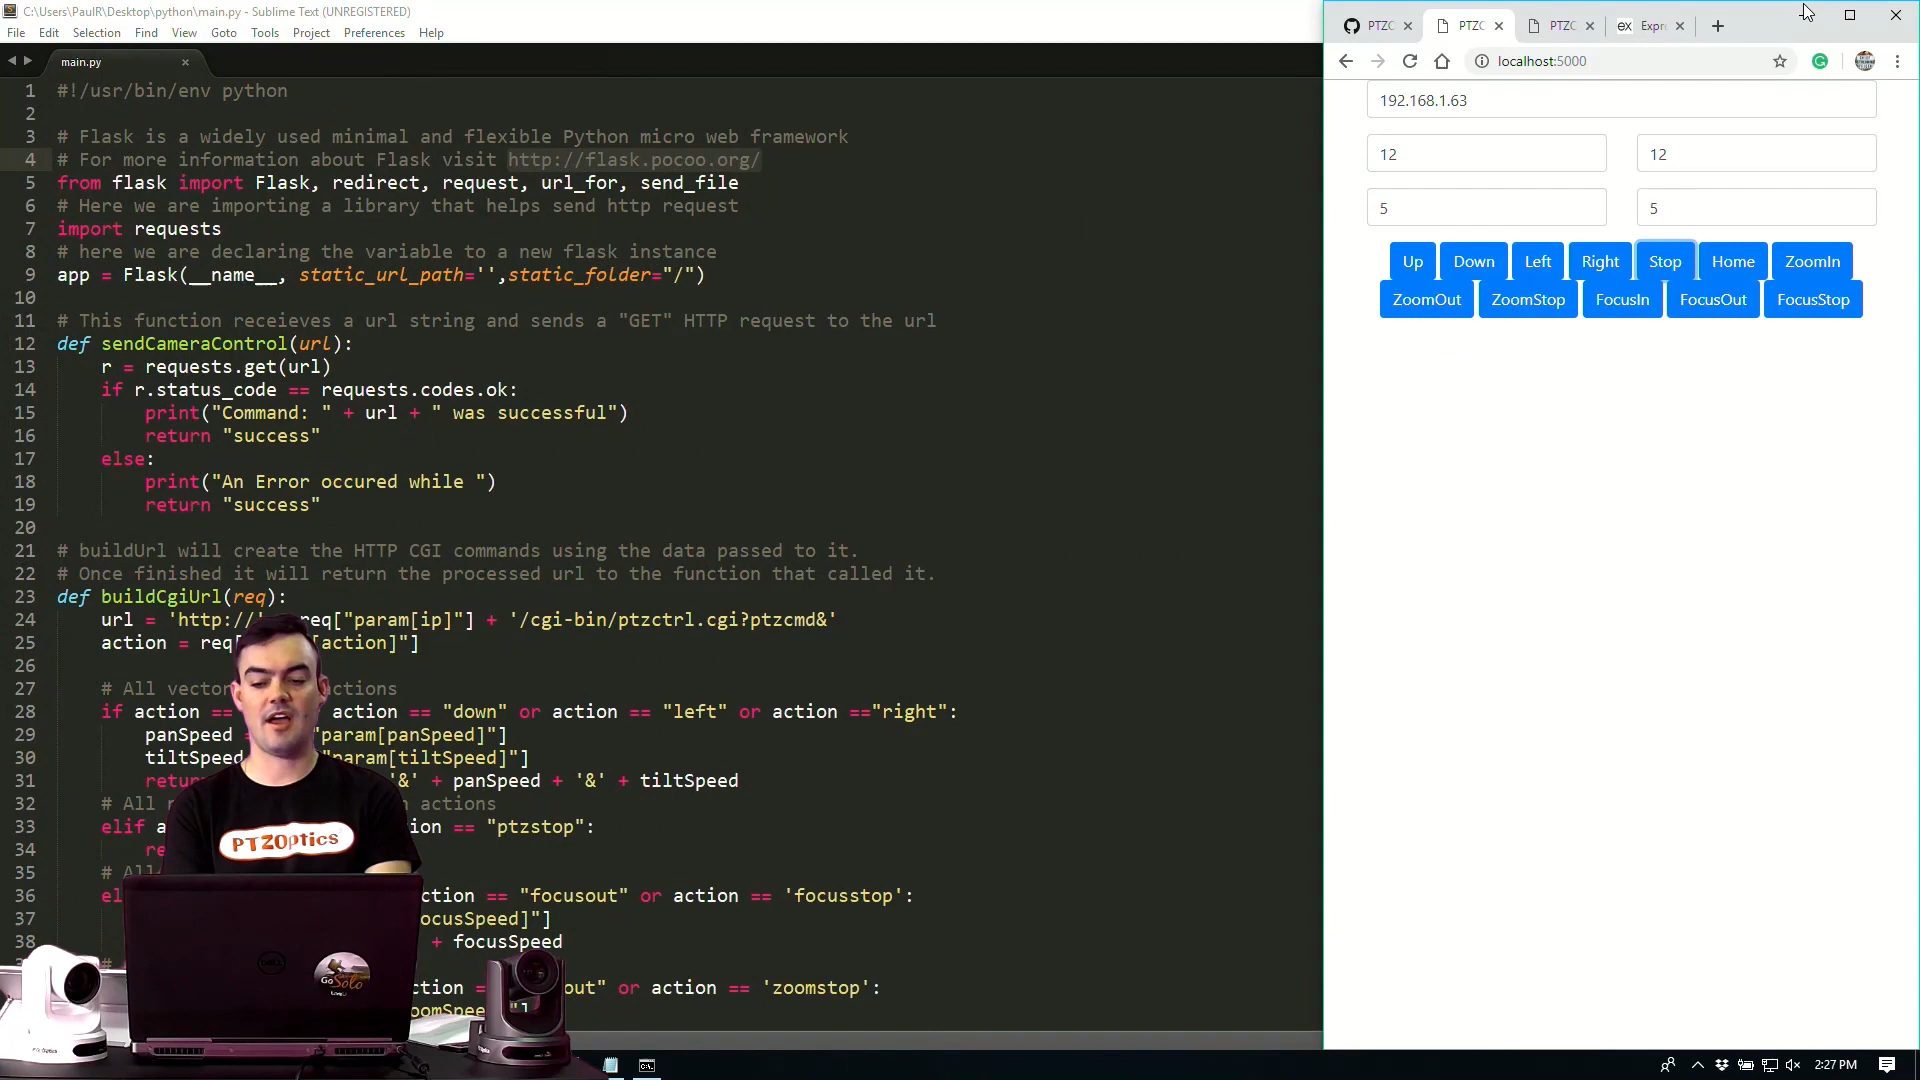 C:\Users\PaulR\Desktop\python\main.py - Sublime Text (UNREGISTERED)
File Edit Selection Find View Goto Tools Project Preferences Help
main.py
1 #!/usr/bin/env python
2
3 # Flask is a widely used minimal and flexible Python micro web framework
4 # For more information about Flask visit http://flask.pocoo.org/
5 from flask import Flask, redirect, request, url_for, send_file
6 # Here we are importing a library that helps send http request
7 import requests
8 # here we are declaring the variable to a new flask instance
9 app = Flask(__name__, static_url_path='',static_folder="/")
10
11 # This function receieves a url string and sends a "GET" HTTP request to the url
12 def sendCameraControl(url):
13 r = requests.get(url)
14 if r.status_code == requests.codes.ok:
15 print("Command: " + url + " was successful")
16 return "success"
17 else:
18 print("An Error occured while ")
19 return "success"
20
21 # buildUrl will create the HTTP CGI commands using the data passed to it.
22 # Once finished it will return the processed url to the function that called it.
23 def buildCgiUrl(req):
24 url = 'http://' req["param[ip]"] + '/cgi-bin/ptzctrl.cgi?ptzcmd&'
25 action = req[ [action]"]
26
27 # All vecto ctions
28 if action == action == "down" or action == "left" or action =="right":
29 panSpeed "param[panSpeed]"]
30 tiltSpeed "param[tiltSpeed]"]
31 retur '&' + panSpeed + '&' + tiltSpeed
32 # All n actions
33 elif a ion == "ptzstop":
34 re
35 # All
36 el ction == "focusout" or action == 'focusstop':
37 ocusSpeed]"]
38 + focusSpeed
#
ction = out" or action == 'zoomstop':
oomSpe "]
PTZC PTZC PTZC Expr
localhost:5000
192.168.1.63
12 12
5 5
Up Down Left Right Stop Home ZoomIn
ZoomOut ZoomStop FocusIn FocusOut FocusStop
PTZOptics
DELL
Go Solo
2:27 PM